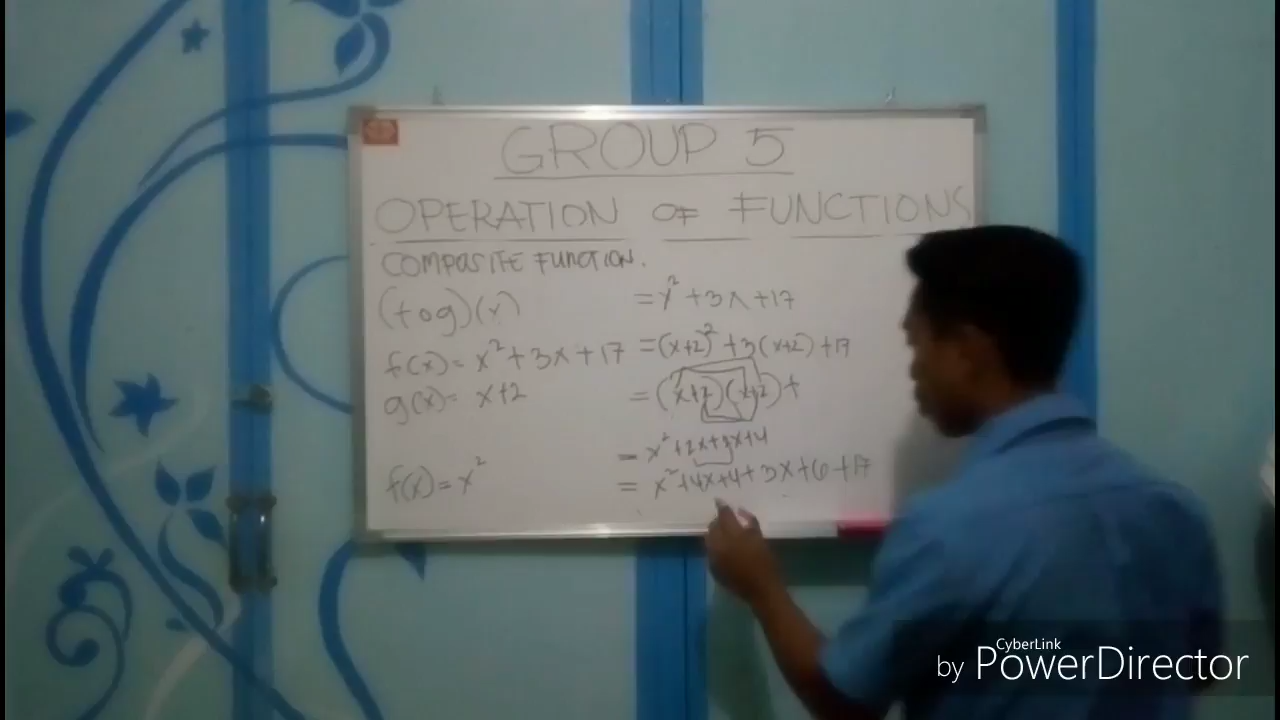 GROUP 5
OPERATION OF FUNCTIONS
COMPOSITE FUNCTION.
(fog)(x)
f(x) = x² + 3x + 17
g(x) = x+2
f(x) = x²
= x² + 3x + 17
= (x+2)² + 3(x+2) + 17
= (x+2)(x+2) +
= x² + 2x + 2x + 4
= x² + 4x + 4 + 3x + 6 + 17
CyberLink
by PowerDirector